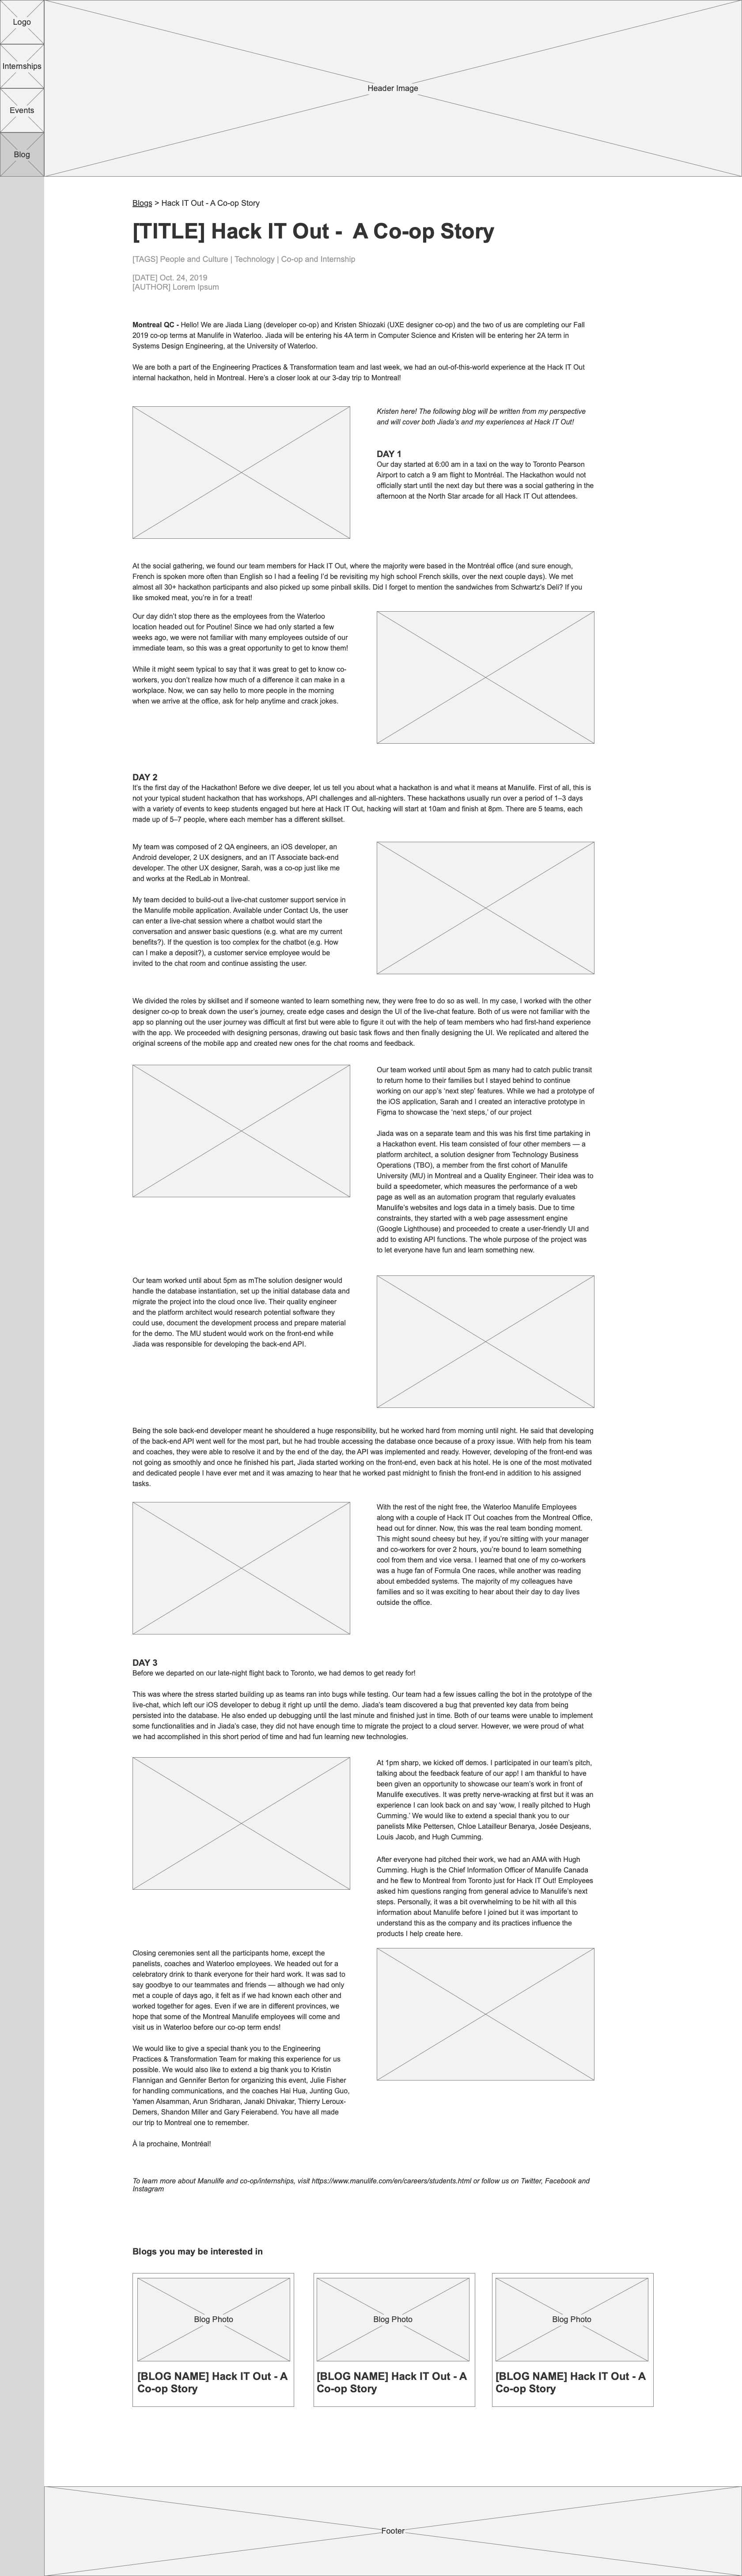 Logo
Internships
Events
Blog
Header Image
Blogs > Hack IT Out - A Co-op Story
[TITLE] Hack IT Out -  A Co-op Story
[TAGS] People and Culture | Technology | Co-op and Internship
[DATE] Oct. 24, 2019
[AUTHOR] Lorem Ipsum
Montreal QC - Hello! We are Jiada Liang (developer co-op) and Kristen Shiozaki (UXE designer co-op) and the two of us are completing our Fall
2019 co-op terms at Manulife in Waterloo. Jiada will be entering his 4A term in Computer Science and Kristen will be entering her 2A term in
Systems Design Engineering, at the University of Waterloo.
We are both a part of the Engineering Practices & Transformation team and last week, we had an out-of-this-world experience at the Hack IT Out
internal hackathon, held in Montreal. Here's a closer look at our 3-day trip to Montreal!
Kristen here! The following blog will be written from my perspective
and will cover both Jiada's and my experiences at Hack IT Out!
DAY 1
Our day started at 6:00 am in a taxi on the way to Toronto Pearson
Airport to catch a 9 am flight to Montréal. The Hackathon would not
officially start until the next day but there was a social gathering in the
afternoon at the North Star arcade for all Hack IT Out attendees.
At the social gathering, we found our team members for Hack IT Out, where the majority were based in the Montréal office (and sure enough,
French is spoken more often than English so I had a feeling I'd be revisiting my high school French skills, over the next couple days). We met
almost all 30+ hackathon participants and also picked up some pinball skills. Did I forget to mention the sandwiches from Schwartz's Deli? If you
like smoked meat, you're in for a treat!
Our day didn't stop there as the employees from the Waterloo
location headed out for Poutine! Since we had only started a few
weeks ago, we were not familiar with many employees outside of our
immediate team, so this was a great opportunity to get to know them!
While it might seem typical to say that it was great to get to know co-
workers, you don't realize how much of a difference it can make in a
workplace. Now, we can say hello to more people in the morning
when we arrive at the office, ask for help anytime and crack jokes.
DAY 2
It's the first day of the Hackathon! Before we dive deeper, let us tell you about what a hackathon is and what it means at Manulife. First of all, this is
not your typical student hackathon that has workshops, API challenges and all-nighters. These hackathons usually run over a period of 1–3 days
with a variety of events to keep students engaged but here at Hack IT Out, hacking will start at 10am and finish at 8pm. There are 5 teams, each
made up of 5–7 people, where each member has a different skillset.
My team was composed of 2 QA engineers, an iOS developer, an
Android developer, 2 UX designers, and an IT Associate back-end
developer. The other UX designer, Sarah, was a co-op just like me
and works at the RedLab in Montreal.
My team decided to build-out a live-chat customer support service in
the Manulife mobile application. Available under Contact Us, the user
can enter a live-chat session where a chatbot would start the
conversation and answer basic questions (e.g. what are my current
benefits?). If the question is too complex for the chatbot (e.g. How
can I make a deposit?), a customer service employee would be
invited to the chat room and continue assisting the user.
We divided the roles by skillset and if someone wanted to learn something new, they were free to do so as well. In my case, I worked with the other
designer co-op to break down the user's journey, create edge cases and design the UI of the live-chat feature. Both of us were not familiar with the
app so planning out the user journey was difficult at first but were able to figure it out with the help of team members who had first-hand experience
with the app. We proceeded with designing personas, drawing out basic task flows and then finally designing the UI. We replicated and altered the
original screens of the mobile app and created new ones for the chat rooms and feedback.
Our team worked until about 5pm as many had to catch public transit
to return home to their families but I stayed behind to continue
working on our app's 'next step' features. While we had a prototype of
the iOS application, Sarah and I created an interactive prototype in
Figma to showcase the 'next steps,' of our project
Jiada was on a separate team and this was his first time partaking in
a Hackathon event. His team consisted of four other members — a
platform architect, a solution designer from Technology Business
Operations (TBO), a member from the first cohort of Manulife
University (MU) in Montreal and a Quality Engineer. Their idea was to
build a speedometer, which measures the performance of a web
page as well as an automation program that regularly evaluates
Manulife's websites and logs data in a timely basis. Due to time
constraints, they started with a web page assessment engine
(Google Lighthouse) and proceeded to create a user-friendly UI and
add to existing API functions. The whole purpose of the project was
to let everyone have fun and learn something new.
Our team worked until about 5pm as mThe solution designer would
handle the database instantiation, set up the initial database data and
migrate the project into the cloud once live. Their quality engineer
and the platform architect would research potential software they
could use, document the development process and prepare material
for the demo. The MU student would work on the front-end while
Jiada was responsible for developing the back-end API.
Being the sole back-end developer meant he shouldered a huge responsibility, but he worked hard from morning until night. He said that developing
of the back-end API went well for the most part, but he had trouble accessing the database once because of a proxy issue. With help from his team
and coaches, they were able to resolve it and by the end of the day, the API was implemented and ready. However, developing of the front-end was
not going as smoothly and once he finished his part, Jiada started working on the front-end, even back at his hotel. He is one of the most motivated
and dedicated people I have ever met and it was amazing to hear that he worked past midnight to finish the front-end in addition to his assigned
tasks.
With the rest of the night free, the Waterloo Manulife Employees
along with a couple of Hack IT Out coaches from the Montreal Office,
head out for dinner. Now, this was the real team bonding moment.
This might sound cheesy but hey, if you're sitting with your manager
and co-workers for over 2 hours, you're bound to learn something
cool from them and vice versa. I learned that one of my co-workers
was a huge fan of Formula One races, while another was reading
about embedded systems. The majority of my colleagues have
families and so it was exciting to hear about their day to day lives
outside the office.
DAY 3
Before we departed on our late-night flight back to Toronto, we had demos to get ready for!
This was where the stress started building up as teams ran into bugs while testing. Our team had a few issues calling the bot in the prototype of the
live-chat, which left our iOS developer to debug it right up until the demo. Jiada's team discovered a bug that prevented key data from being
persisted into the database. He also ended up debugging until the last minute and finished just in time. Both of our teams were unable to implement
some functionalities and in Jiada's case, they did not have enough time to migrate the project to a cloud server. However, we were proud of what
we had accomplished in this short period of time and had fun learning new technologies.
At 1pm sharp, we kicked off demos. I participated in our team's pitch,
talking about the feedback feature of our app! I am thankful to have
been given an opportunity to showcase our team's work in front of
Manulife executives. It was pretty nerve-wracking at first but it was an
experience I can look back on and say 'wow, I really pitched to Hugh
Cumming.' We would like to extend a special thank you to our
panelists Mike Pettersen, Chloe Latailleur Benarya, Josée Desjeans,
Louis Jacob, and Hugh Cumming.
After everyone had pitched their work, we had an AMA with Hugh
Cumming. Hugh is the Chief Information Officer of Manulife Canada
and he flew to Montreal from Toronto just for Hack IT Out! Employees
asked him questions ranging from general advice to Manulife's next
steps. Personally, it was a bit overwhelming to be hit with all this
information about Manulife before I joined but it was important to
understand this as the company and its practices influence the
products I help create here.
Closing ceremonies sent all the participants home, except the
panelists, coaches and Waterloo employees. We headed out for a
celebratory drink to thank everyone for their hard work. It was sad to
say goodbye to our teammates and friends — although we had only
met a couple of days ago, it felt as if we had known each other and
worked together for ages. Even if we are in different provinces, we
hope that some of the Montreal Manulife employees will come and
visit us in Waterloo before our co-op term ends!
We would like to give a special thank you to the Engineering
Practices & Transformation Team for making this experience for us
possible. We would also like to extend a big thank you to Kristin
Flannigan and Gennifer Berton for organizing this event, Julie Fisher
for handling communications, and the coaches Hai Hua, Junting Guo,
Yamen Alsamman, Arun Sridharan, Janaki Dhivakar, Thierry Leroux-
Demers, Shandon Miller and Gary Feierabend. You have all made
our trip to Montreal one to remember.
À la prochaine, Montréal!
To learn more about Manulife and co-op/internships, visit https://www.manulife.com/en/careers/students.html or follow us on Twitter, Facebook and
Instagram
Blogs you may be interested in
Blog Photo
Blog Photo
Blog Photo
[BLOG NAME] Hack IT Out - A
Co-op Story
[BLOG NAME] Hack IT Out - A
Co-op Story
[BLOG NAME] Hack IT Out - A
Co-op Story
Footer